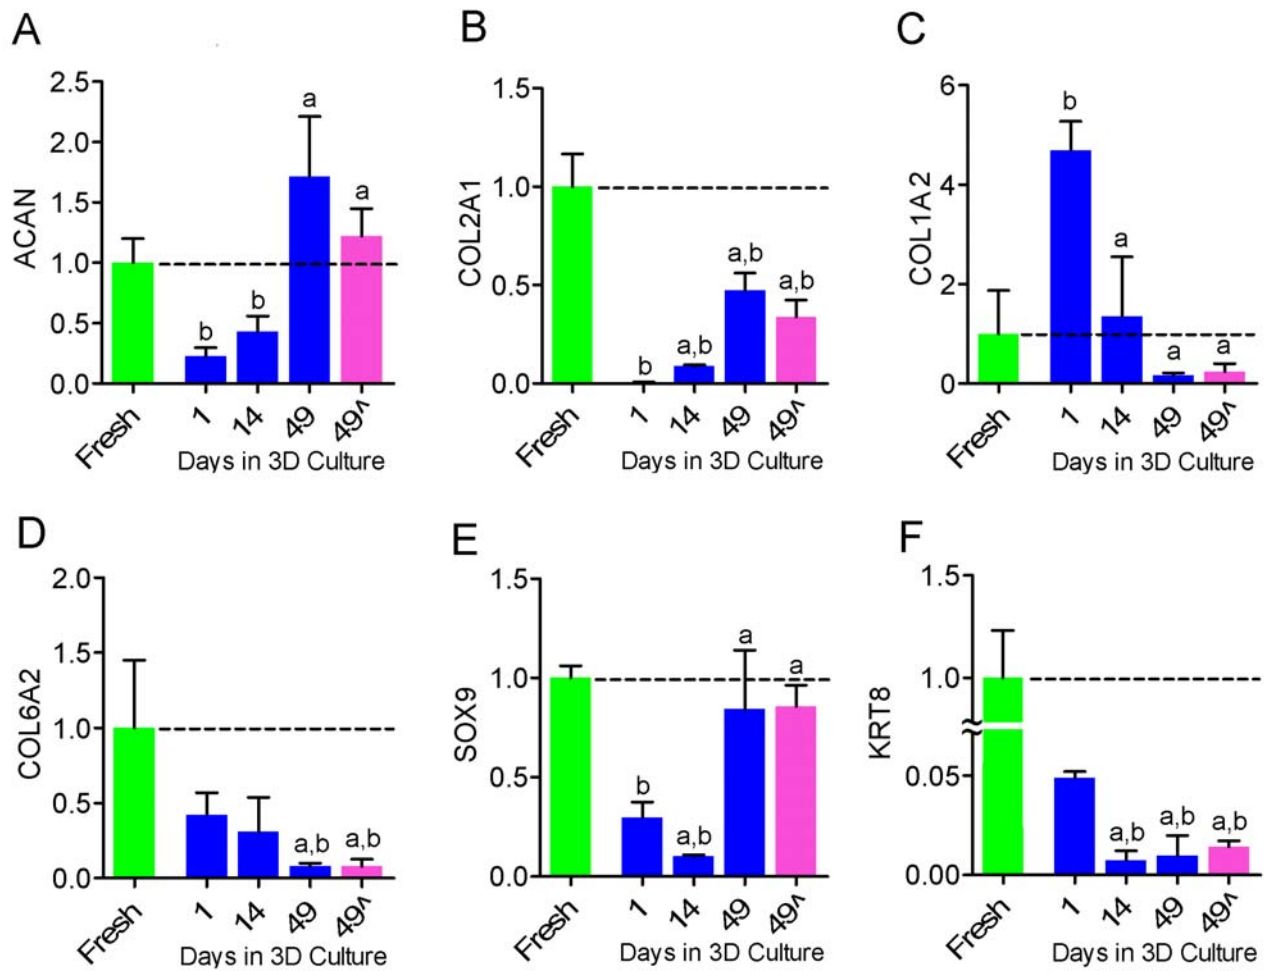 A
ACAN
2.5
2.0
1.5
1.0
0.5
0.0
b
b
a
a
Fresh
1
14
49
49^
Days in 3D Culture
B
COL2A1
1.5
1.0
0.5
0.0
b
a,b
a,b
a,b
Fresh
1
14
49
49^
Days in 3D Culture
C
COL1A2
6
4
2
0
b
a
a
a
Fresh
1
14
49
49^
Days in 3D Culture
D
COL6A2
2.0
1.5
1.0
0.5
0.0
a,b
a,b
Fresh
1
14
49
49^
Days in 3D Culture
E
SOX9
1.5
1.0
0.5
0.0
b
a,b
a
a
Fresh
1
14
49
49^
Days in 3D Culture
F
KRT8
1.5
1.0
0.05
0.00
a,b
a,b
a,b
Fresh
1
14
49
49^
Days in 3D Culture